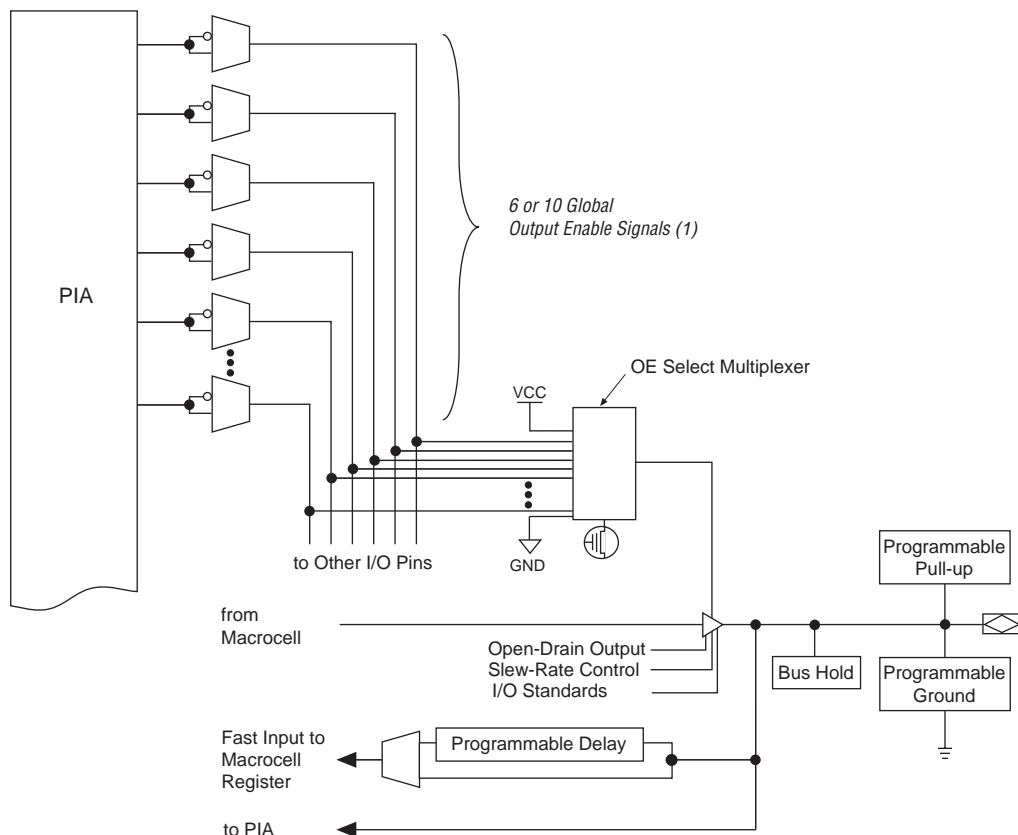 PIA
6 or 10 Global
Output Enable Signals (1)
OE Select Multiplexer
VCC
GND
to Other I/O Pins
Programmable
Pull-up
from
Macrocell
Open-Drain Output
Slew-Rate Control
I/O Standards
Bus Hold
Programmable
Ground
Fast Input to
Macrocell
Register
Programmable Delay
to PIA